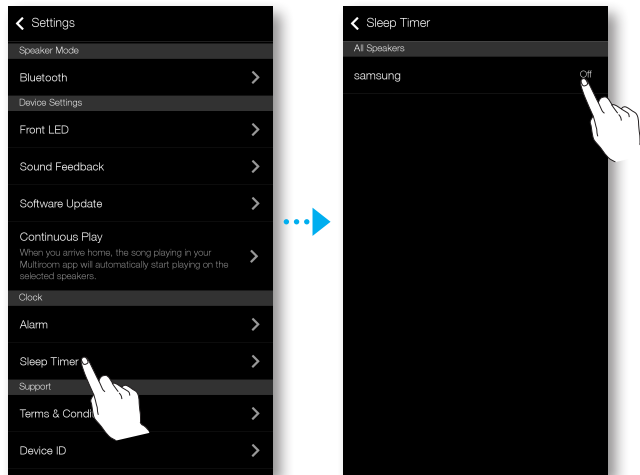 Settings
Speaker Mode
Bluetooth
Device Settings
Front LED
Sound Feedback
Software Update
Continuous Play
When you arrive home, the song playing in your
Multiroom app will automatically start playing on the
selected speakers.
Clock
Alarm
Sleep Timer
Support
Terms & Condi
Device ID
Sleep Timer
All Speakers
samsung
Off